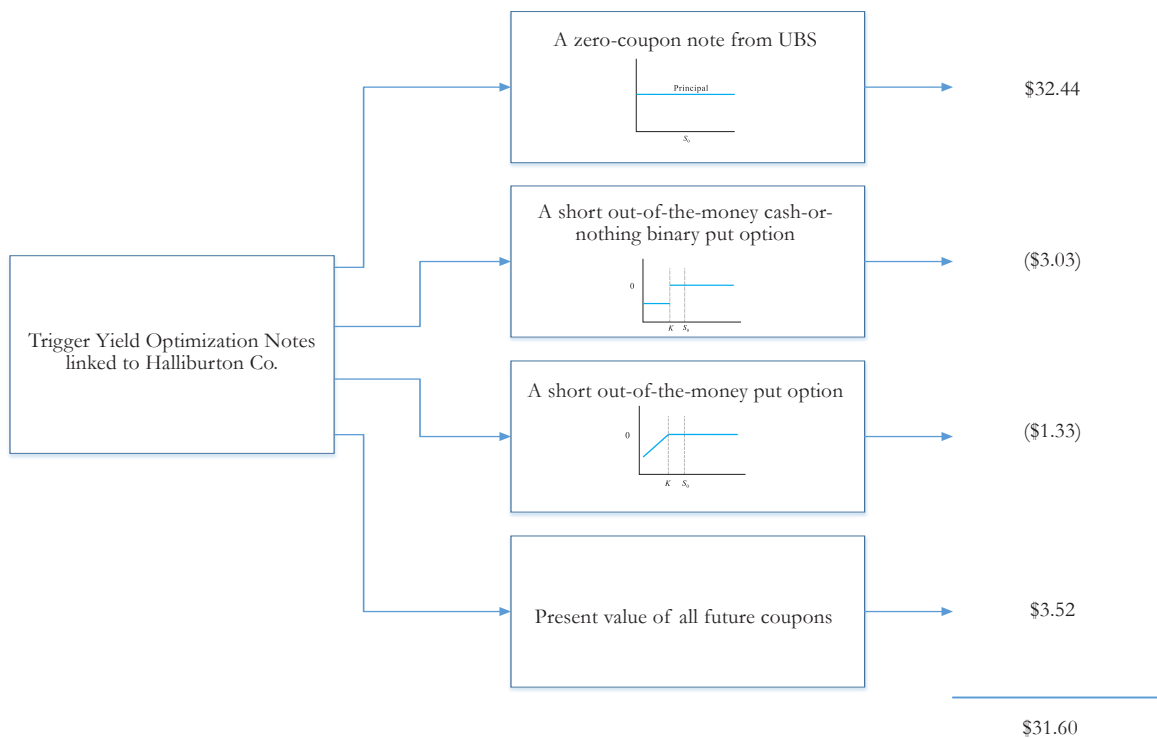 Trigger Yield Optimization Notes
linked to Halliburton Co.
A zero-coupon note from UBS
Principal
S₀
$32.44
A short out-of-the-money cash-or-
nothing binary put option
0
K S₀
($3.03)
A short out-of-the-money put option
0
K S₀
($1.33)
Present value of all future coupons
$3.52
$31.60